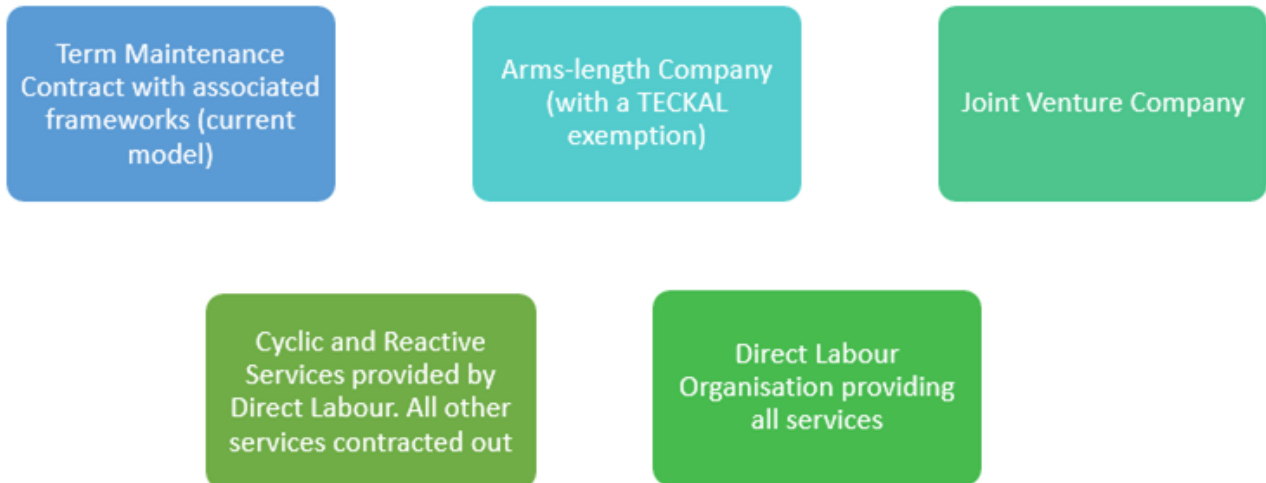 Term Maintenance
Contract with associated
frameworks (current
model)
Arms-length Company
(with a TECKAL
exemption)
Joint Venture Company
Cyclic and Reactive
Services provided by
Direct Labour. All other
services contracted out
Direct Labour
Organisation providing
all services